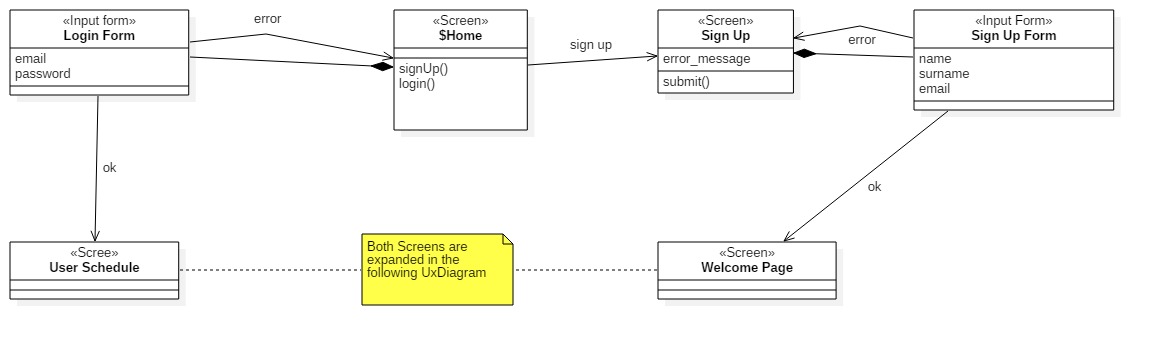 «Input form»
Login Form
email
password
error
«Screen»
$Home
signUp()
login()
sign up
«Screen»
Sign Up
error_message
submit()
error
«Input Form»
Sign Up Form
name
surname
email
ok
ok
«Scree»
User Schedule
Both Screens are
expanded in the
following UxDiagram
«Screen»
Welcome Page